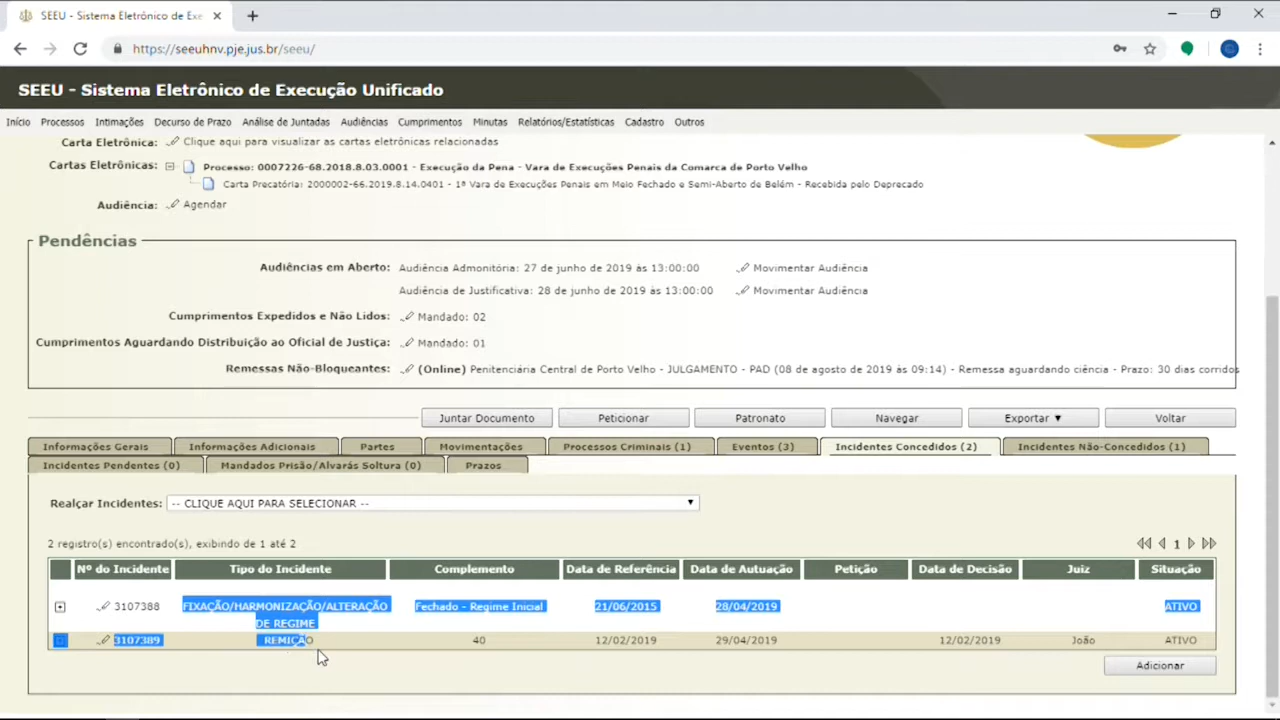 SEEU - Sistema Eletrônico de Exe
https://seeuhnv.pje.jus.br/seeu/
SEEU - Sistema Eletrônico de Execução Unificado
Início Processos Intimações Decurso de Prazo Análise de Juntadas Audiências Cumprimentos Minutas Relatórios/Estatísticas Cadastro Outros
Carta Eletrônica: Clique aqui para visualizar as cartas eletrônicas relacionadas
Cartas Eletrônicas: Processo: 0007226-68.2018.8.03.0001 - Execução da Pena - Vara de Execuções Penais da Comarca de Porto Velho
Carta Precatória: 2000002-66.2019.8.14.0401 - 1ª Vara de Execuções Penais em Meio Fechado e Semi-Aberto de Belém - Recebida pelo Deprecado
Audiência: Agendar
Pendências
Audiências em Aberto: Audiência Admonitória: 27 de junho de 2019 às 13:00:00 Movimentar Audiência
Audiência de Justificativa: 28 de junho de 2019 às 13:00:00 Movimentar Audiência
Cumprimentos Expedidos e Não Lidos: Mandado: 02
Cumprimentos Aguardando Distribuição ao Oficial de Justiça: Mandado: 01
Remessas Não-Bloqueantes: (Online) Penitenciária Central de Porto Velho - JULGAMENTO - PAD (08 de agosto de 2019 às 09:14) - Remessa aguardando ciência - Prazo: 30 dias corridos
Juntar Documento Peticionar Patronato Navegar Exportar ▼ Voltar
Informações Gerais Informações Adicionais Partes Movimentações Processos Criminais (1) Eventos (3) Incidentes Concedidos (2) Incidentes Não-Concedidos (1)
Incidentes Pendentes (0) Mandados Prisão/Alvarás Soltura (0) Prazos
Realçar Incidentes: -- CLIQUE AQUI PARA SELECIONAR --
2 registro(s) encontrado(s), exibindo de 1 até 2 1
Nº do Incidente Tipo do Incidente Complemento Data de Referência Data de Autuação Petição Data de Decisão Juiz Situação
3107388 FIXAÇÃO/HARMONIZAÇÃO/ALTERAÇÃO Fechado - Regime Inicial 21/06/2015 28/04/2019 ATIVO
DE REGIME
3107389 REMIÇÃO 40 12/02/2019 29/04/2019 12/02/2019 João ATIVO
Adicionar